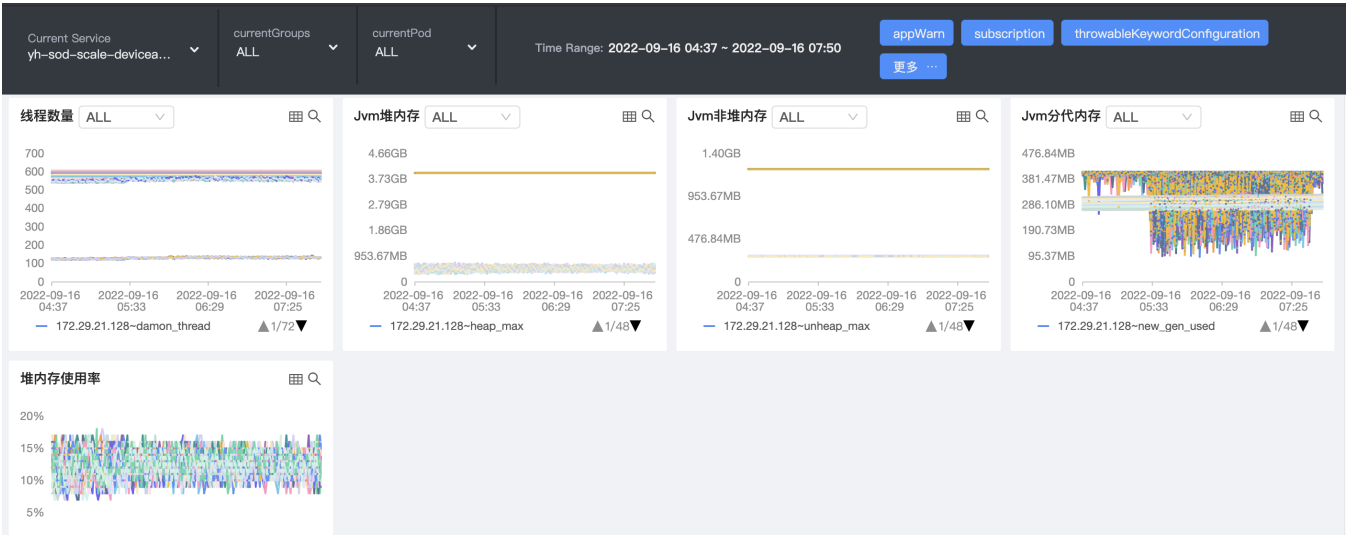 Current Service
yh-sod-scale-devicea...
currentGroups
ALL
currentPod
ALL
Time Range: 2022-09-16 04:37 ~ 2022-09-16 07:50
appWarn
subscription
throwableKeywordConfiguration
更多 ...
线程数量
ALL
700
600
500
400
300
200
100
0
2022-09-16 2022-09-16 2022-09-16 2022-09-16
04:37 05:33 06:29 07:25
172.29.21.128~damon_thread
1/72
Jvm堆内存
ALL
4.66GB
3.73GB
2.79GB
1.86GB
953.67MB
0
2022-09-16 2022-09-16 2022-09-16 2022-09-16
04:37 05:33 06:29 07:25
172.29.21.128~heap_max
1/48
Jvm非堆内存
ALL
1.40GB
953.67MB
476.84MB
0
2022-09-16 2022-09-16 2022-09-16 2022-09-16
04:37 05:33 06:29 07:25
172.29.21.128~unheap_max
1/48
Jvm分代内存
ALL
476.84MB
381.47MB
286.10MB
190.73MB
95.37MB
0
2022-09-16 2022-09-16 2022-09-16 2022-09-16
04:37 05:33 06:29 07:25
172.29.21.128~new_gen_used
1/48
堆内存使用率
20%
15%
10%
5%